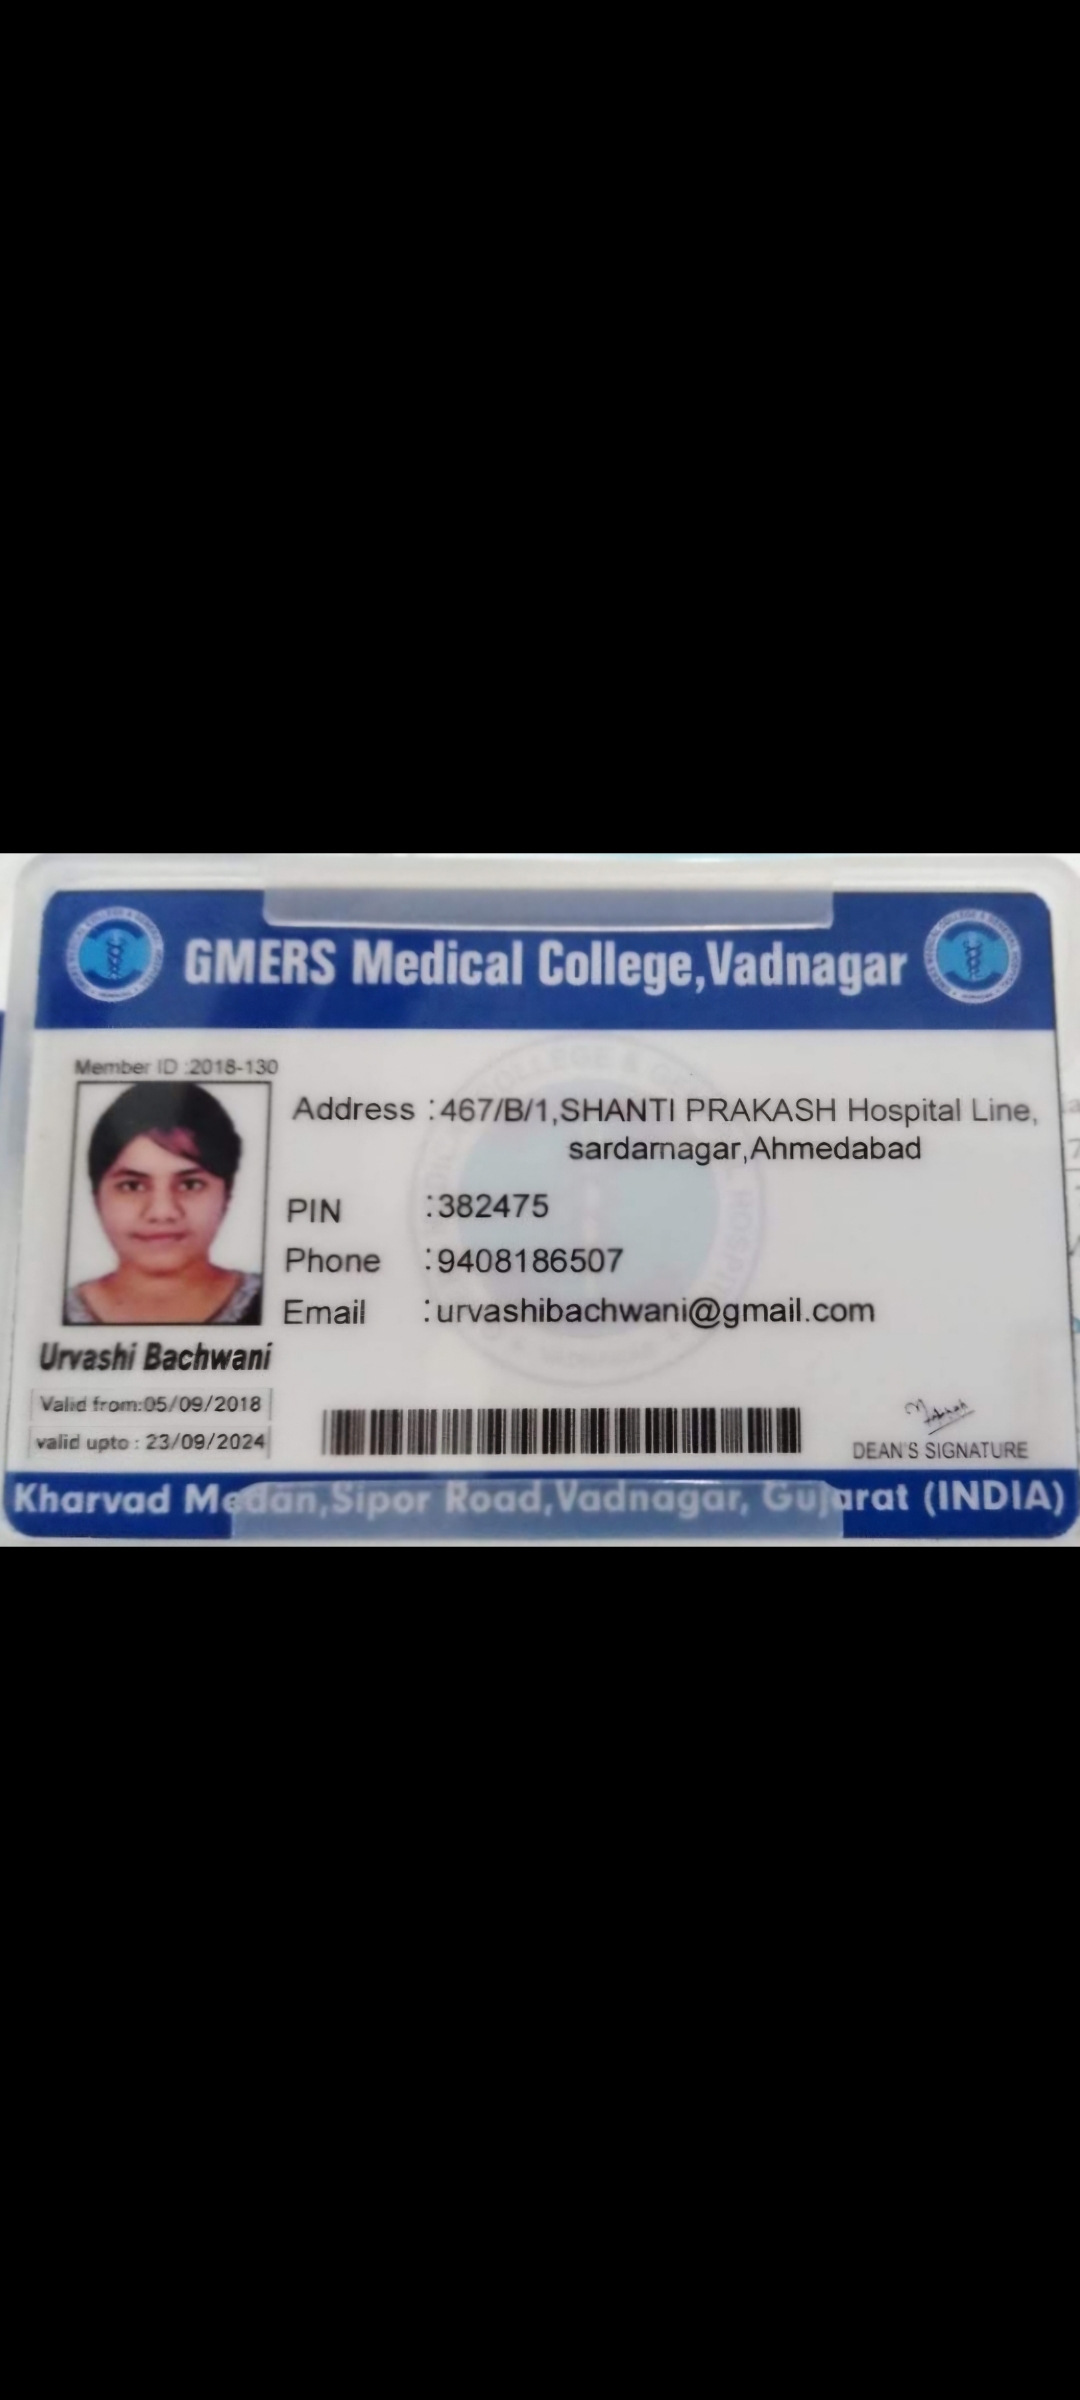 GMERS Medical College,Vadnagar
Member ID :2018-130
Address :467/B/1,SHANTI PRAKASH Hospital Line,
sardarnagar,Ahmedabad
PIN :382475
Phone :9408186507
Email :urvashibachwani@gmail.com
Urvashi Bachwani
Valid from:05/09/2018
valid upto : 23/09/2024
DEAN'S SIGNATURE
Kharvad Medan,Sipor Road,Vadnagar, Gujarat (INDIA)